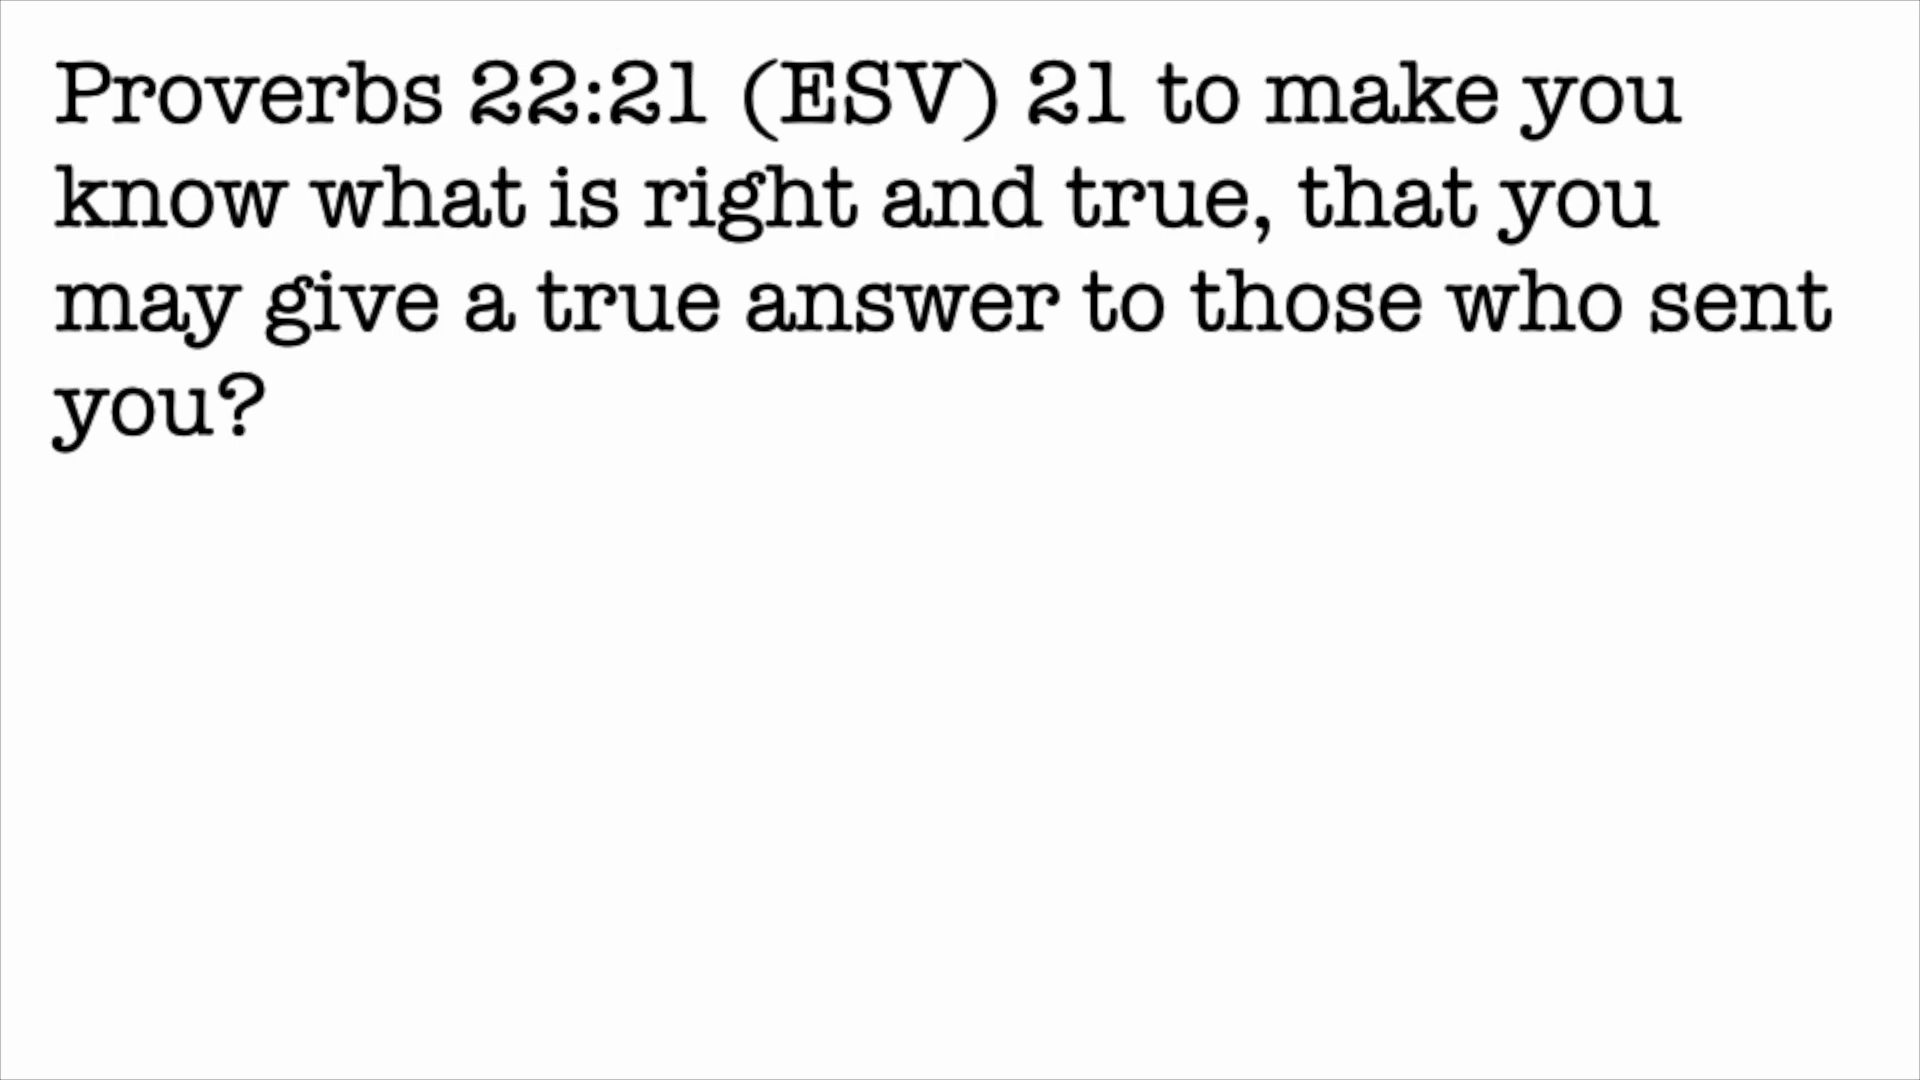 Proverbs 22:21 (ESV) 21 to make you
know what is right and true, that you
may give a true answer to those who sent
you?